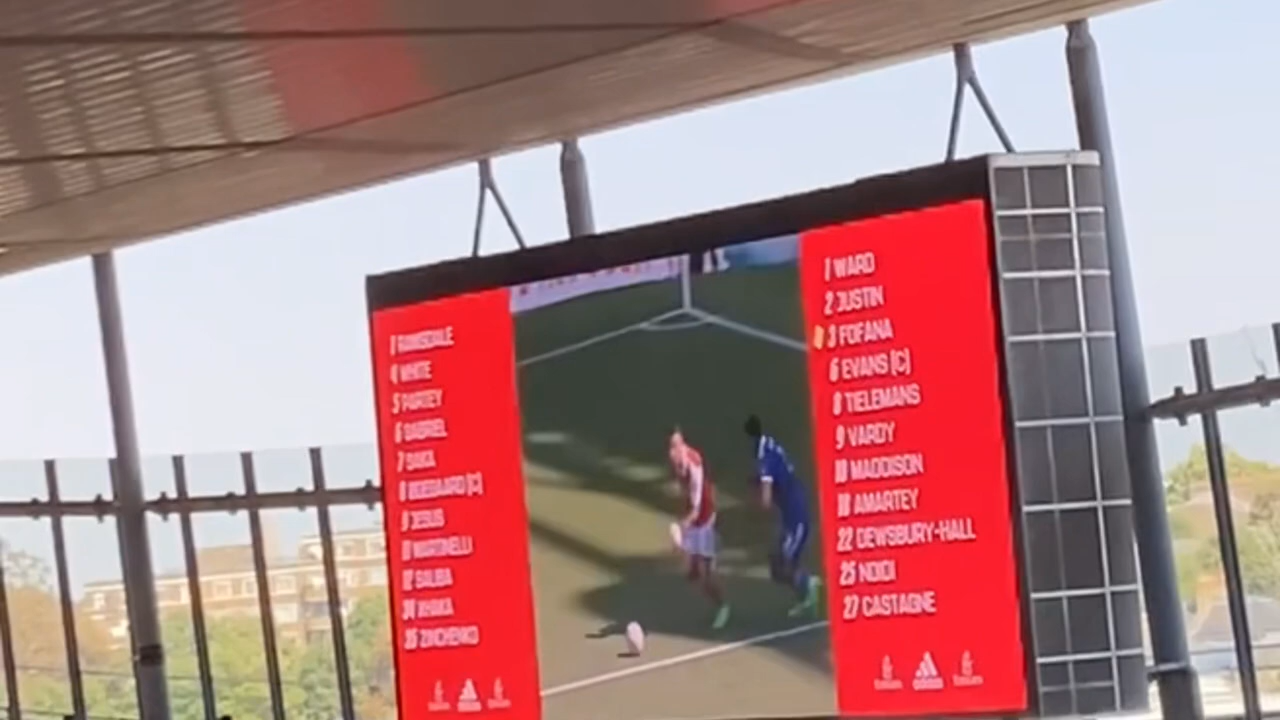 1 RAMSDALE
4 WHITE
5 PARTEY
6 GABRIEL
7 SAKA
8 ODEGAARD (C)
9 JESUS
11 MARTINELLI
12 SALIBA
34 XHAKA
35 ZINCHENKO
1 WARD
2 JUSTIN
3 FOFANA
6 EVANS (C)
8 TIELEMANS
9 VARDY
10 MADDISON
18 AMARTEY
22 DEWSBURY-HALL
25 NDIDI
27 CASTAGNE